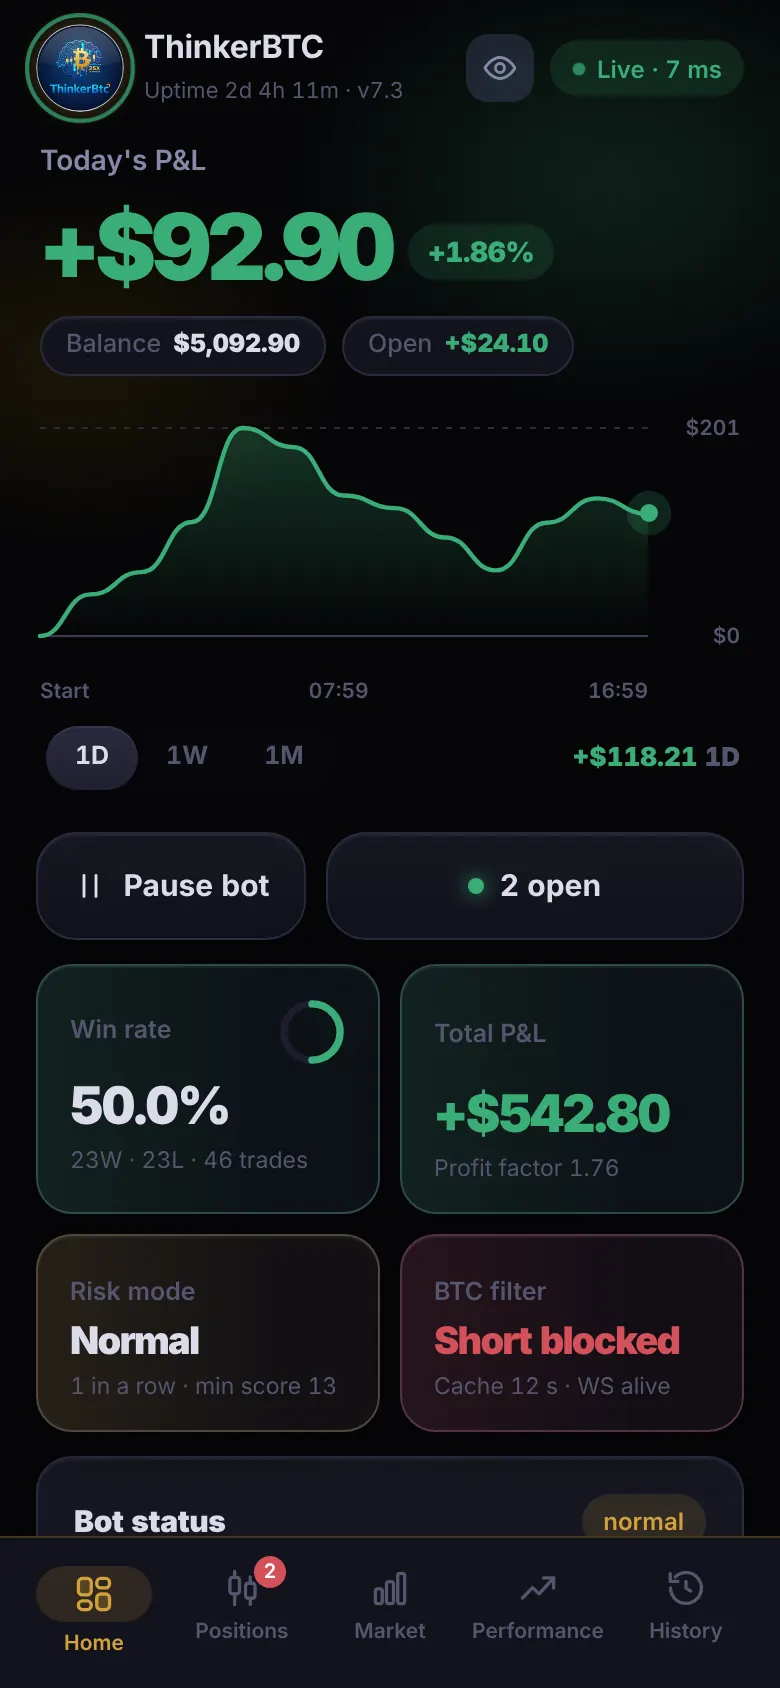 ThinkerBTC
Uptime 2d 4h 11m · v7.3
Live · 7 ms
25X
ThinkerBtc
Today's P&L
+$92.90
+1.86%
Balance $5,092.90
Open +$24.10
$201
$0
Start
07:59
16:59
1D
1W
1M
+$118.21 1D
Pause bot
2 open
Win rate
50.0%
23W · 23L · 46 trades
Total P&L
+$542.80
Profit factor 1.76
Risk mode
Normal
1 in a row · min score 13
BTC filter
Short blocked
Cache 12 s · WS alive
Bot status
normal
2
Home
Positions
Market
Performance
History